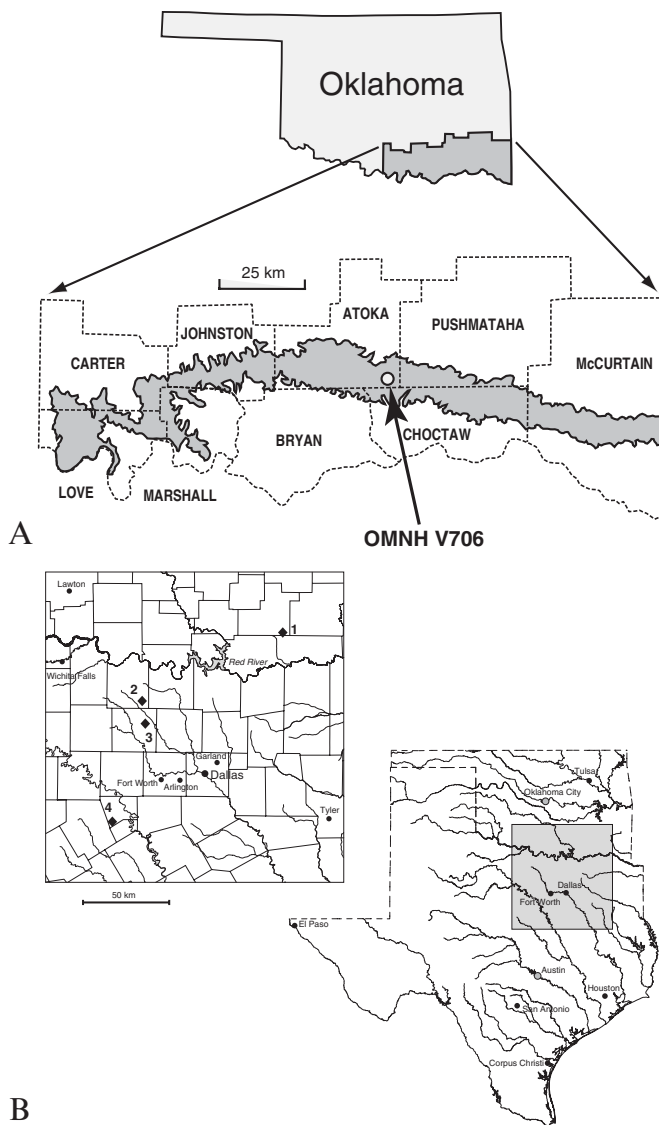 Oklahoma
25 km
ATOKA
JOHNSTON
PUSHMATAHA
CARTER
McCURTAIN
BRYAN
CHOCTAW
LOVE
MARSHALL
A
OMNH V706
Lawton
1
Red River
Wichita Falls
2
3
Garland
Dallas
Fort Worth
Arlington
4
Tyler
50 km
Tulsa
Oklahoma City
Dallas
Fort Worth
El Paso
Austin
Houston
San Antonio
Corpus Christi
B